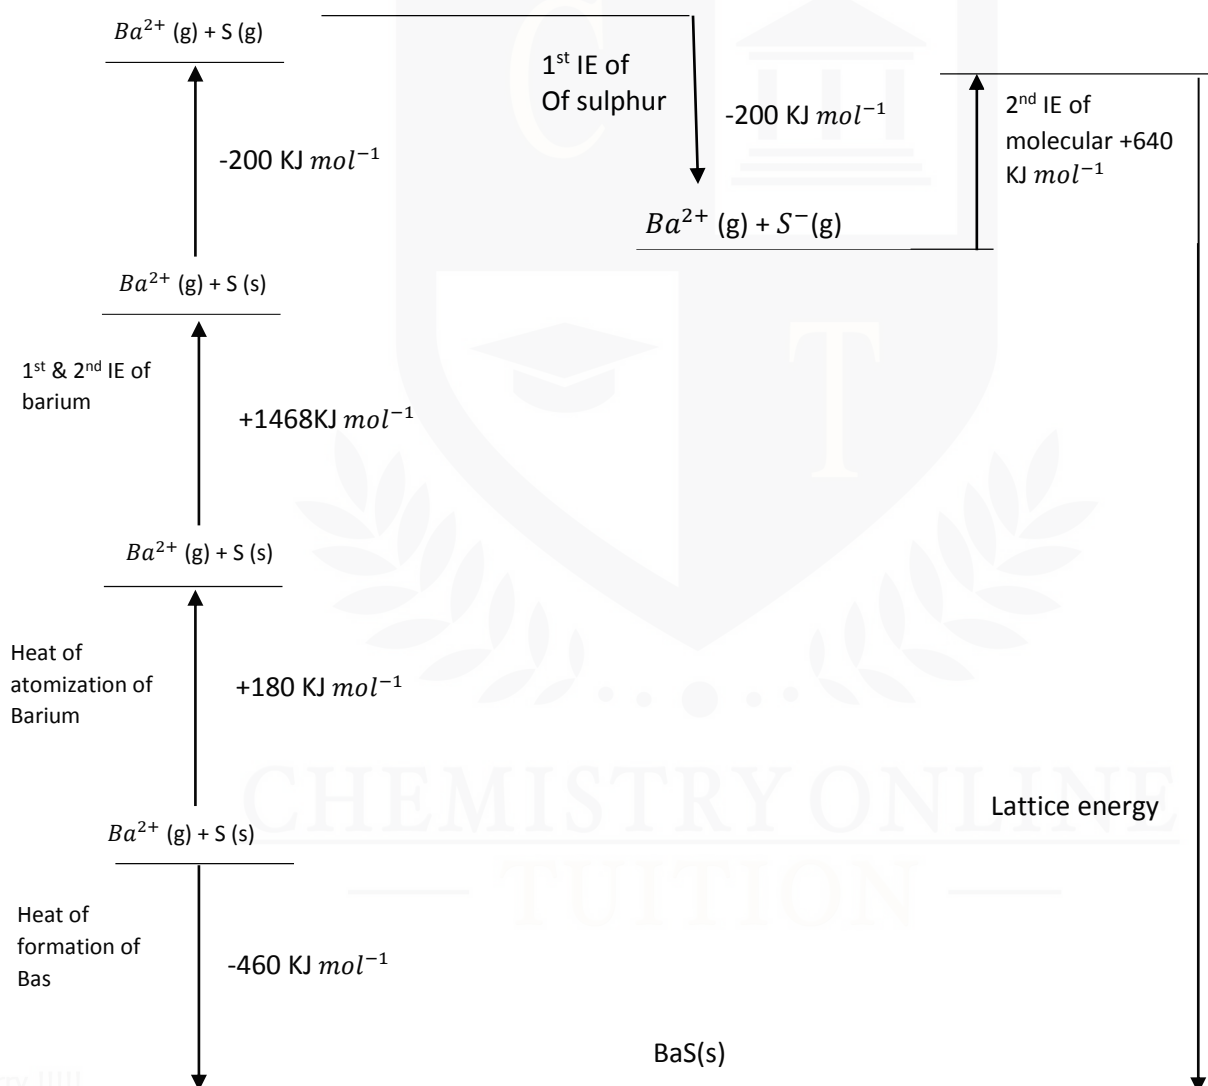 Ba²⁺ (g) + S (g)
1st IE of
Of sulphur
-200 KJ mol⁻¹
2nd IE of
molecular +640
KJ mol⁻¹
-200 KJ mol⁻¹
Ba²⁺ (g) + S⁻(g)
Ba²⁺ (g) + S (s)
1st & 2nd IE of
barium
+1468KJ mol⁻¹
Ba²⁺ (g) + S (s)
Heat of
atomization of
Barium
+180 KJ mol⁻¹
Ba²⁺ (g) + S (s)
Lattice energy
Heat of
formation of
Bas
-460 KJ mol⁻¹
BaS(s)
C
T
CHEMISTRY ONLINE
TUITION